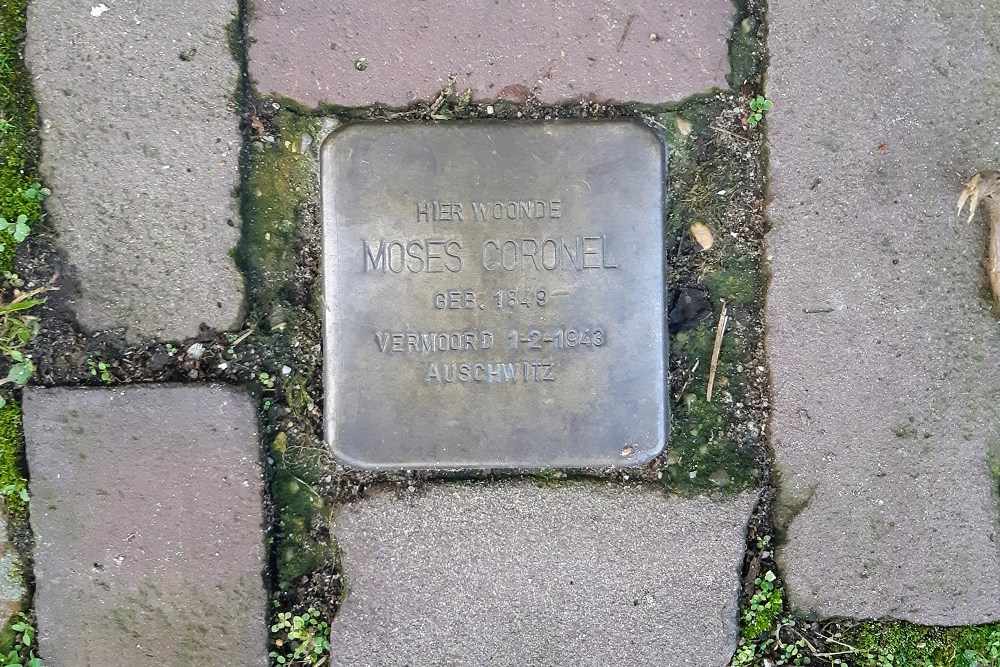 HIER WOONDE
MOSES CORONEL
GEB. 1849
VERMOORD 1-2-1943
AUSCHWITZ